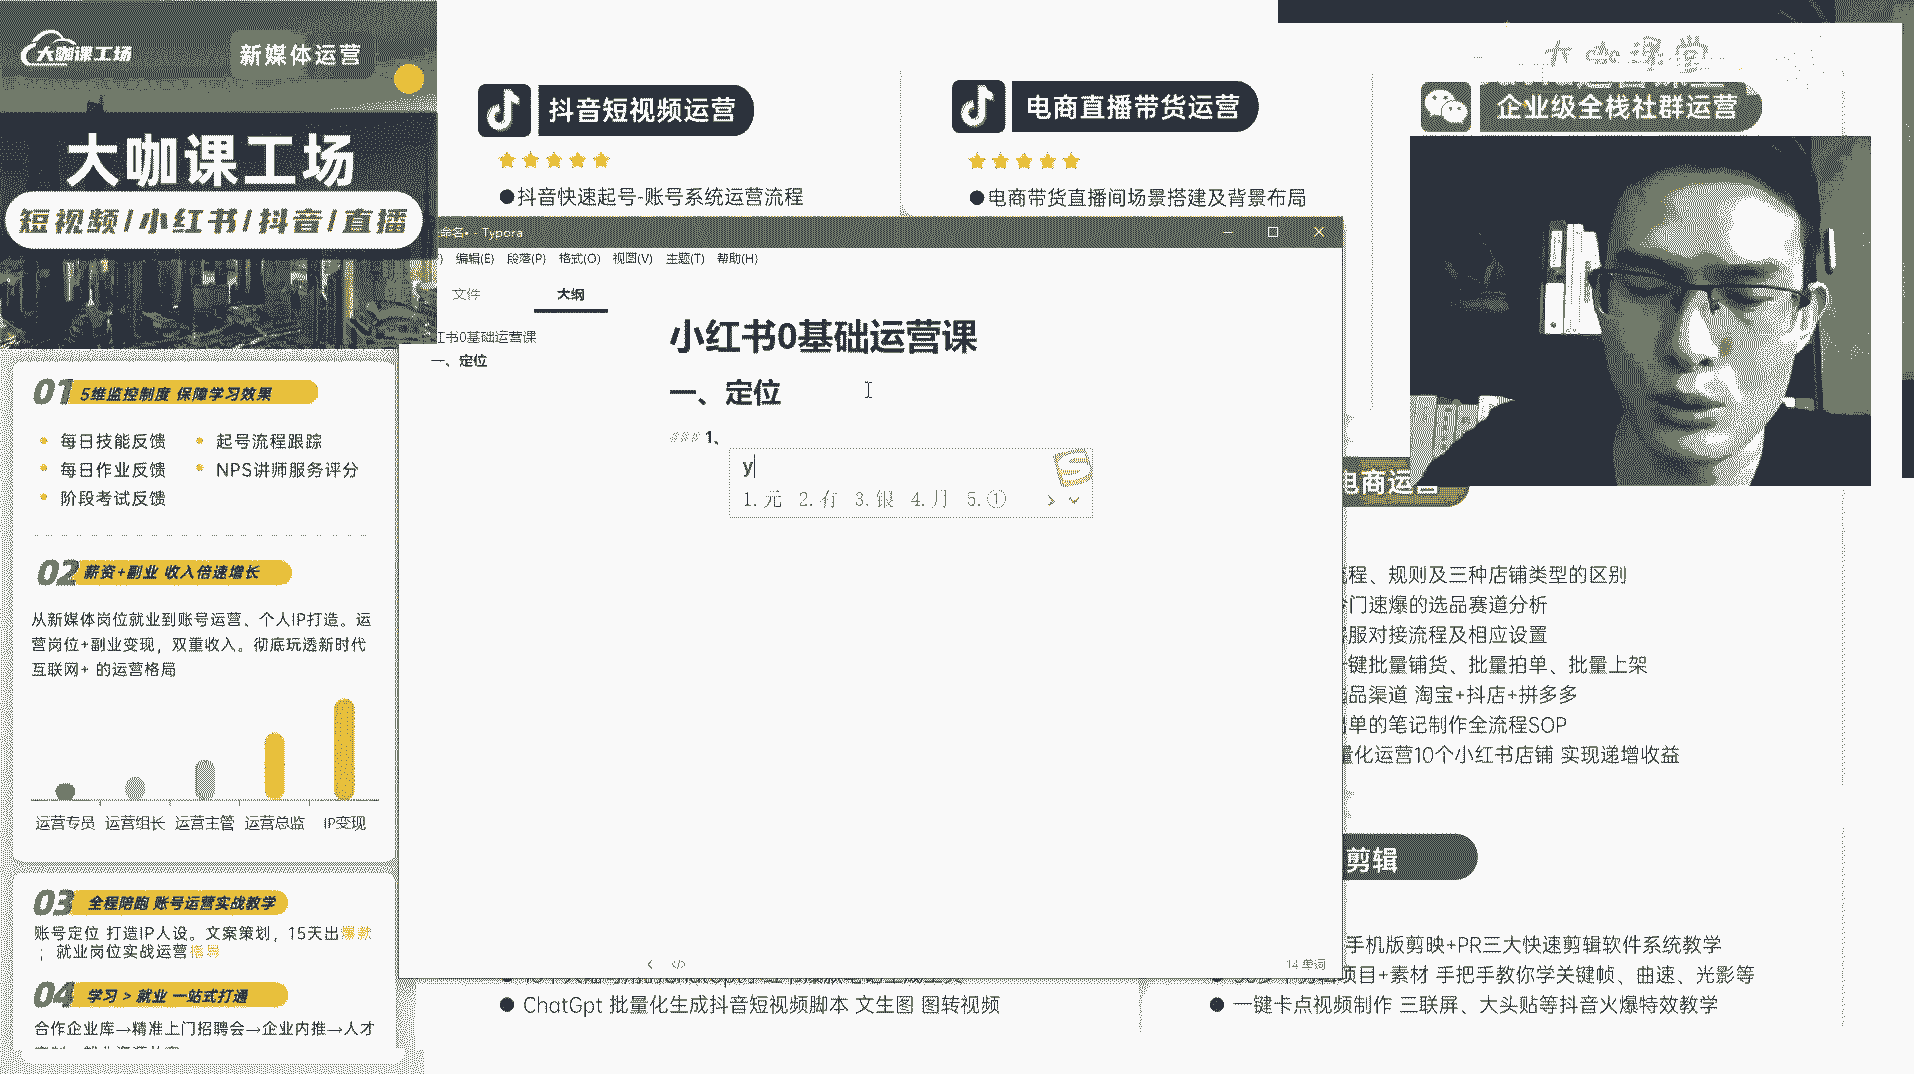 大咖课工场
新媒体运营
大咖课工场
短视频/小红书/抖音/直播
01 5维监控制度 保障学习效果
每日技能反馈
起号流程跟踪
每日作业反馈
NPS讲师服务评分
阶段考试反馈
02 薪资+副业 收入倍速增长
从新媒体岗位就业到账号运营、个人IP打造。运
营岗位+副业变现，双重收入。彻底玩透新时代
互联网+ 的运营格局
运营专员 运营组长 运营主管 运营总监 IP变现
03 全程陪跑 账号运营实战教学
账号定位 打造IP人设。文案策划，15天出爆款
；就业岗位实战运营指导
04 学习 > 就业 一站式打通
合作企业库→精准上门招聘会→企业内推→人才
抖音短视频运营
●抖音快速起号-账号系统运营流程
电商直播带货运营
●电商带货直播间场景搭建及背景布局
大咖课堂
企业级全栈社群运营
命名• - Typora
编辑(E) 段落(P) 格式(O) 视图(V) 主题(T) 帮助(H)
文件
大纲
红书0基础运营课
一、定位
小红书0基础运营课
一、定位
### 1、
y
1. 元 2. 有 3. 银 4. 月 5. ①
14 单词
电商运营
程、规则及三种店铺类型的区别
门速爆的选品赛道分析
服对接流程及相应设置
键批量铺货、批量拍单、批量上架
品渠道 淘宝+抖店+拼多多
单的笔记制作全流程SOP
量化运营10个小红书店铺 实现递增收益
剪辑
手机版剪映+PR三大快速剪辑软件系统教学
项目+素材 手把手教你学关键帧、曲速、光影等
● 一键卡点视频制作 三联屏、大头贴等抖音火爆特效教学
● ChatGpt 批量化生成抖音短视频脚本 文生图 图转视频